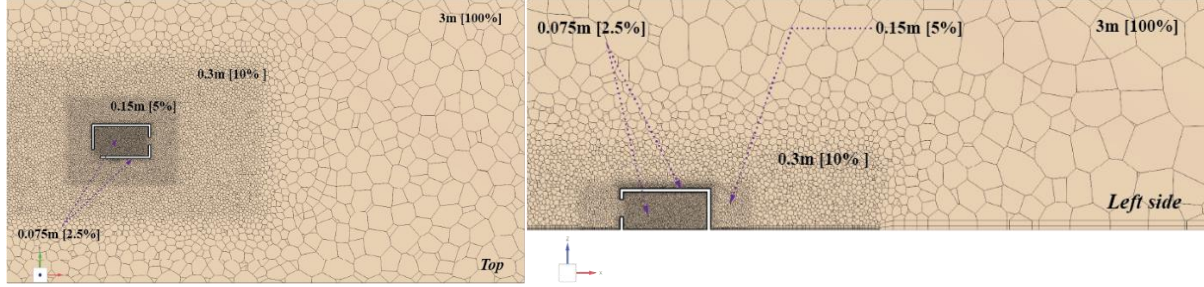 3m [100%]
0.3m [10% ]
0.15m [5%]
0.075m [2.5%]
Top
0.075m [2.5%]
0.15m [5%]
3m [100%]
0.3m [10% ]
Left side
z
x